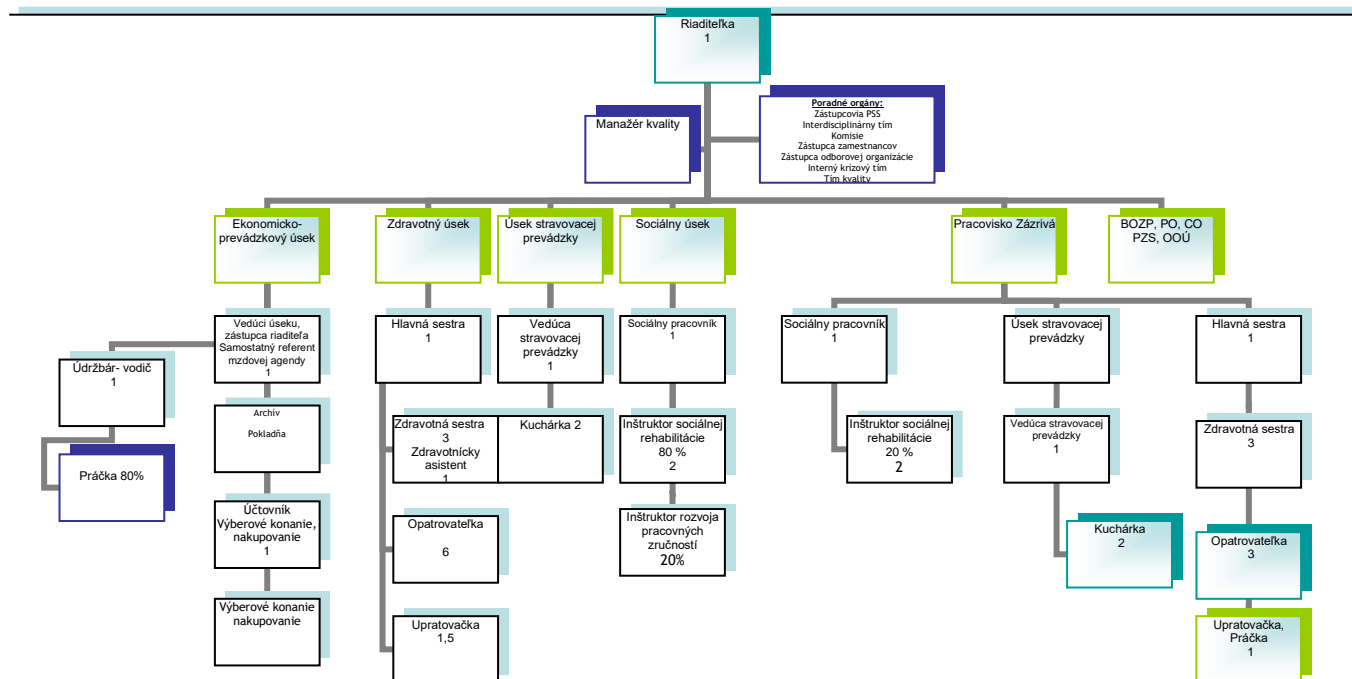 Riaditeľka
1
Manažér kvality
Poradné orgány:
Zástupcovia PSS
Interdisciplinárny tím
Komisie
Zástupca zamestnancov
Zástupca odborovej organizácie
Interný krízový tím
Tím kvality
Ekonomicko-
prevádzkový úsek
Zdravotný úsek
Úsek stravovacej
prevádzky
Sociálny úsek
Pracovisko Zázrivá
BOZP, PO, CO
PZS, OOÚ
Vedúci úseku,
zástupca riaditeľa
Samostatný referent
mzdovej agendy
1
Hlavná sestra
1
Vedúca
stravovacej
prevádzky
1
Sociálny pracovník
1
Sociálny pracovník
1
Úsek stravovacej
prevádzky
Hlavná sestra
1
Údržbár- vodič
1
Archív
Pokladňa
Zdravotná sestra
3
Zdravotnícky
asistent
1
Kuchárka 2
Inštruktor sociálnej
rehabilitácie
80 %
2
Inštruktor sociálnej
rehabilitácie
20 %
2
Vedúca stravovacej
prevádzky
1
Zdravotná sestra
3
Práčka 80%
Účtovník
Výberové konanie,
nakupovanie
1
Opatrovateľka
6
Inštruktor rozvoja
pracovných
zručností
20%
Kuchárka
2
Opatrovateľka
3
Výberové konanie
nakupovanie
Upratovačka
1,5
Upratovačka,
Práčka
1